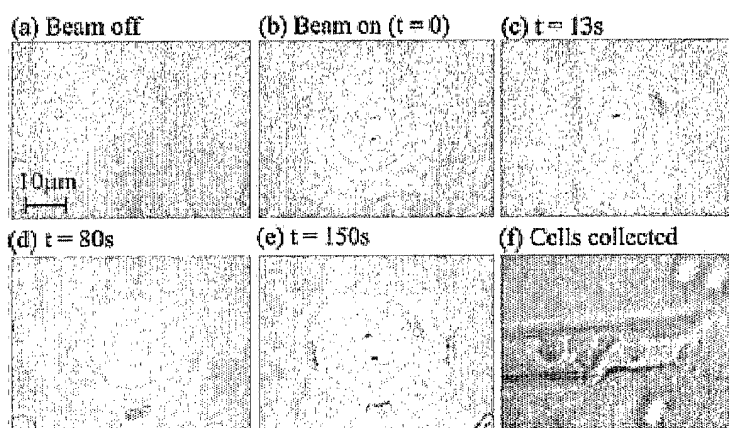 (a) Beam off
(b) Beam on (t = 0)
(c) t = 13s
10μm
(d) t = 80s
(e) t = 150s
(f) Cells collected